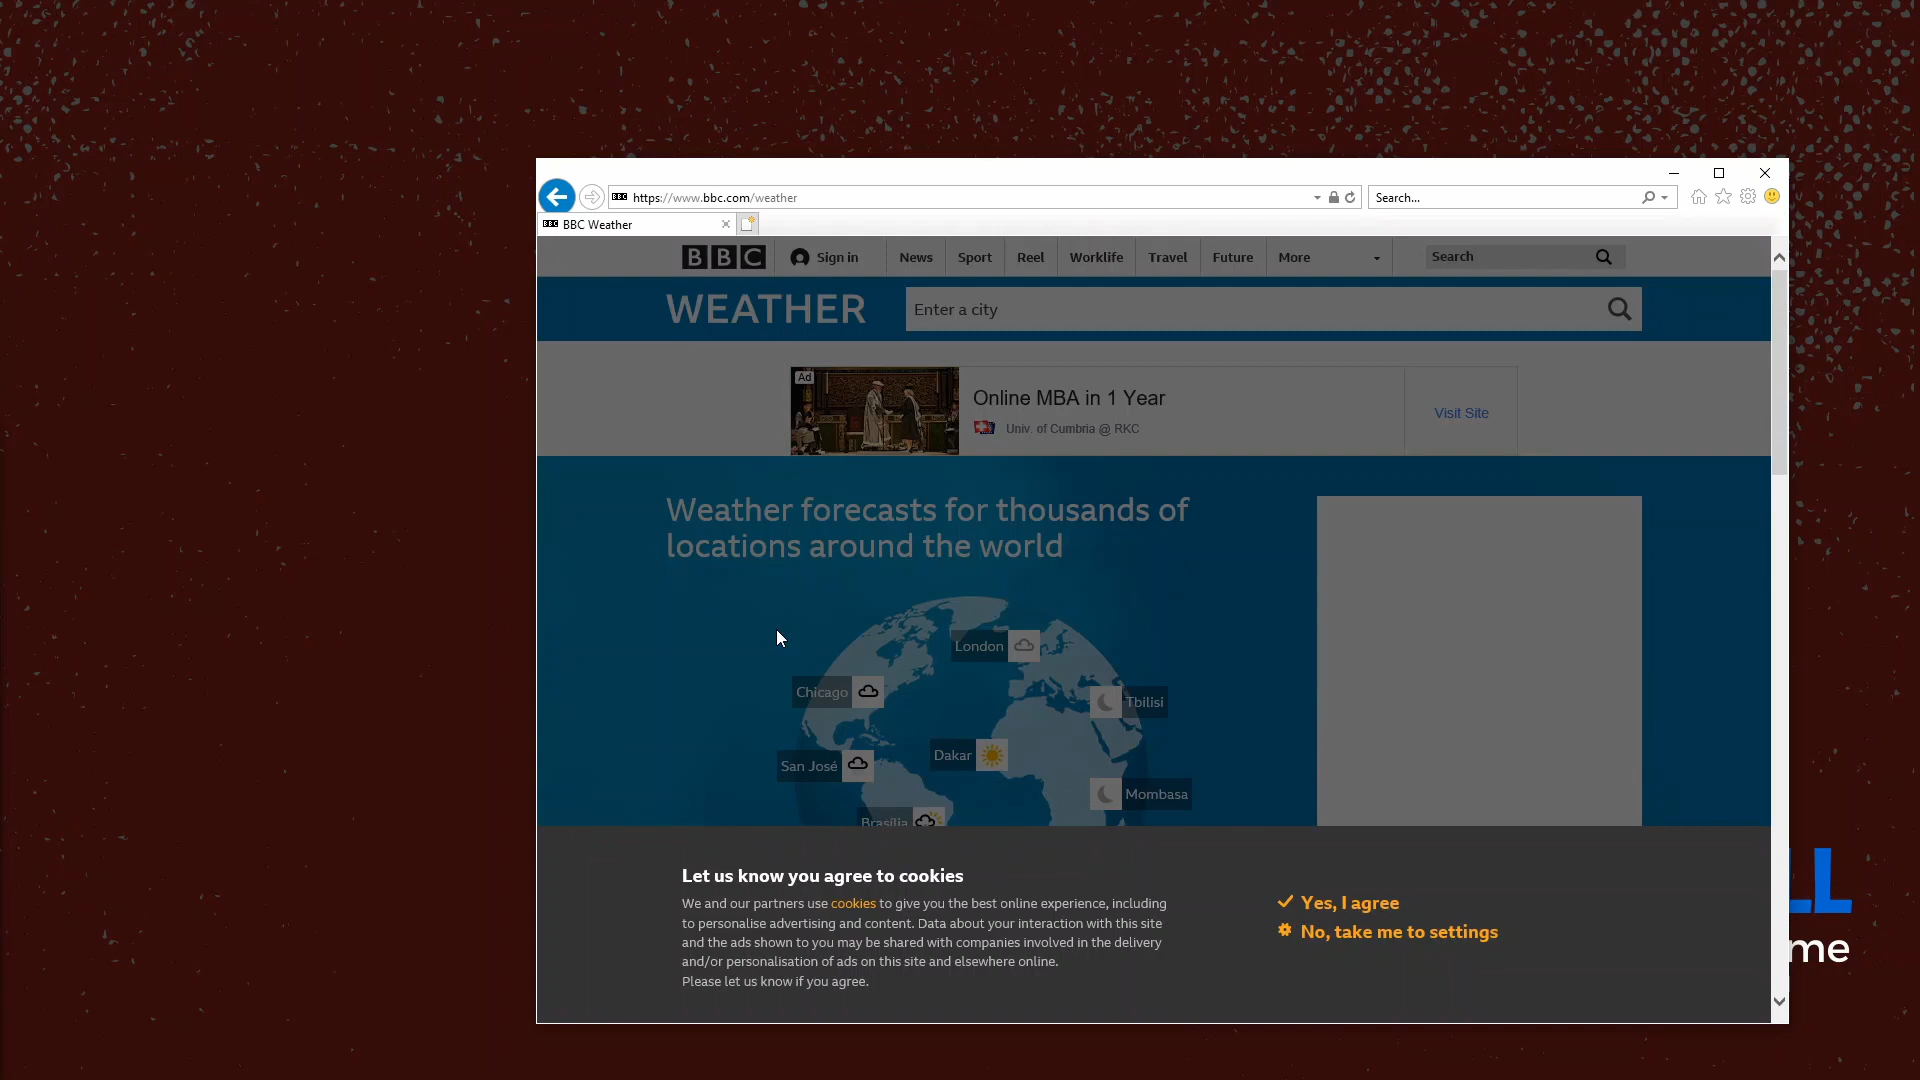 https://www.bbc.com/weather
Search...
BBC BBC Weather
BBC
Sign in
News
Sport
Reel
Worklife
Travel
Future
More
Search
WEATHER
Enter a city
Ad
Online MBA in 1 Year
Univ. of Cumbria @ RKC
Visit Site
Weather forecasts for thousands of
locations around the world
London
Chicago
Tbilisi
Dakar
San José
Mombasa
Brasília
Let us know you agree to cookies
We and our partners use cookies to give you the best online experience, including
to personalise advertising and content. Data about your interaction with this site
and the ads shown to you may be shared with companies involved in the delivery
and/or personalisation of ads on this site and elsewhere online.
Please let us know if you agree.
Yes, I agree
No, take me to settings
LL
me